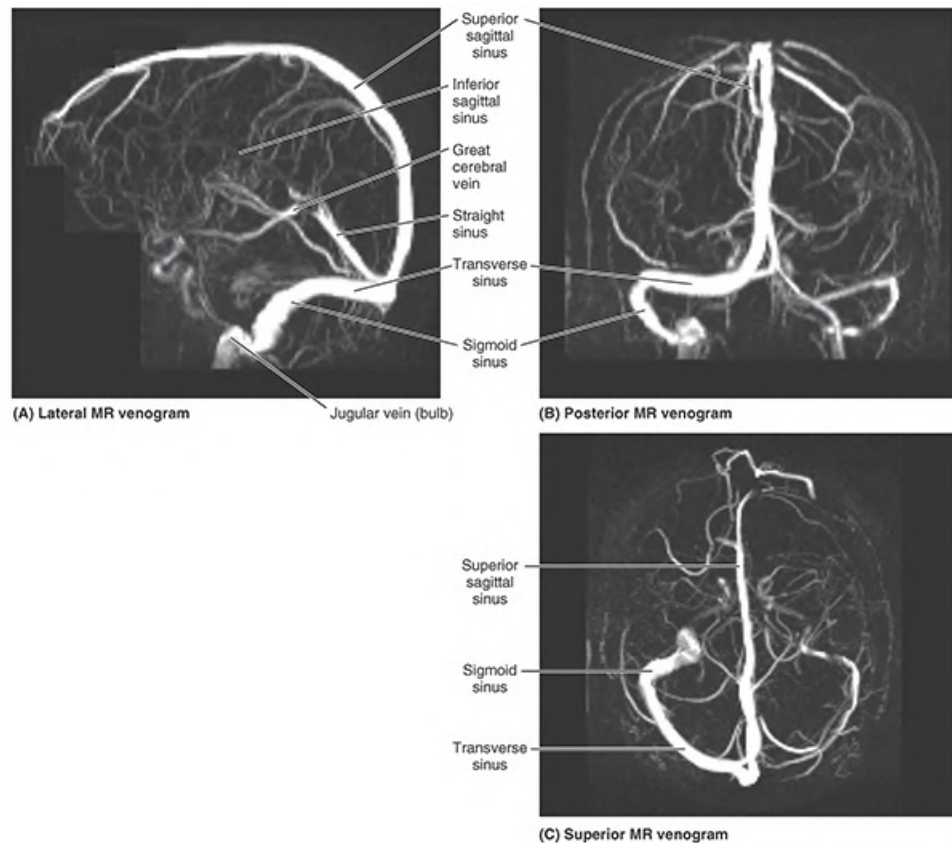 Superior
sagittal
sinus
Inferior
sagittal
sinus
Great
cerebral
vein
Straight
sinus
Transverse
sinus
Sigmoid
sinus
(A) Lateral MR venogram
Jugular vein (bulb)
(B) Posterior MR venogram
Superior
sagittal
sinus
Sigmoid
sinus
Transverse
sinus
(C) Superior MR venogram